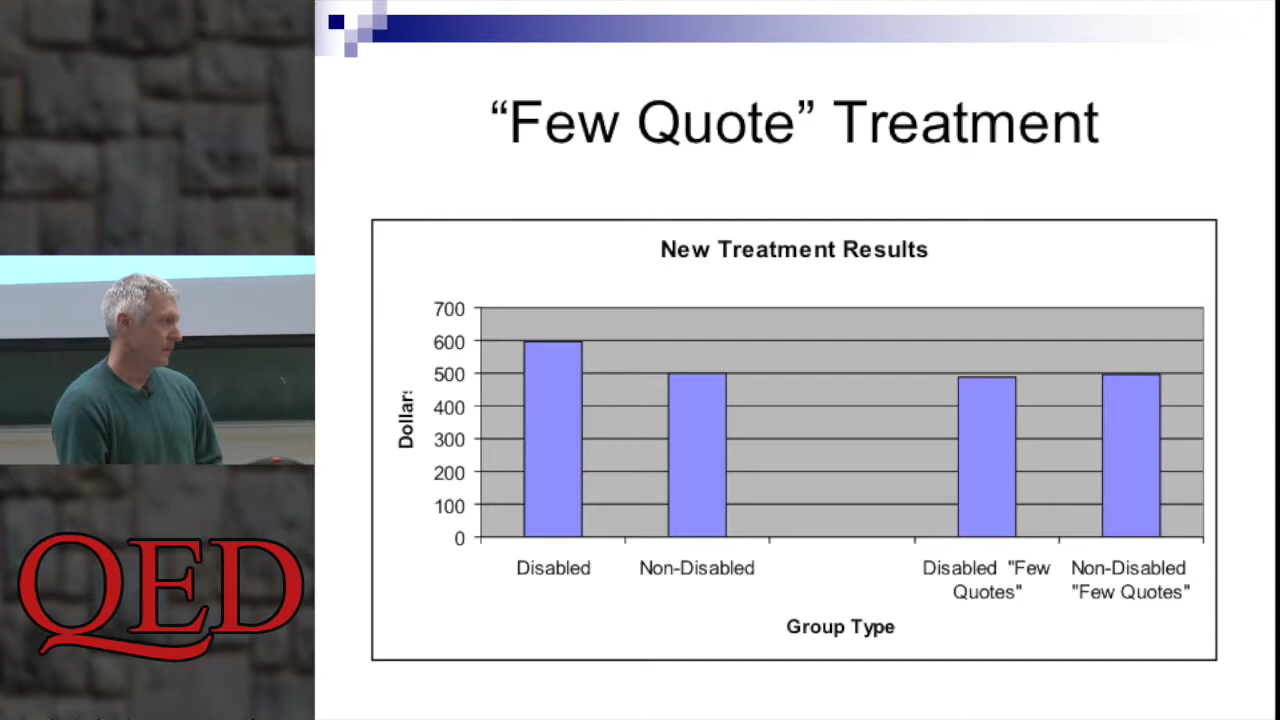 “Few Quote” Treatment
New Treatment Results
700
600
500
400
300
200
100
0
Dollars
Disabled
Non-Disabled
Disabled "Few
Quotes"
Non-Disabled
"Few Quotes"
Group Type
QED